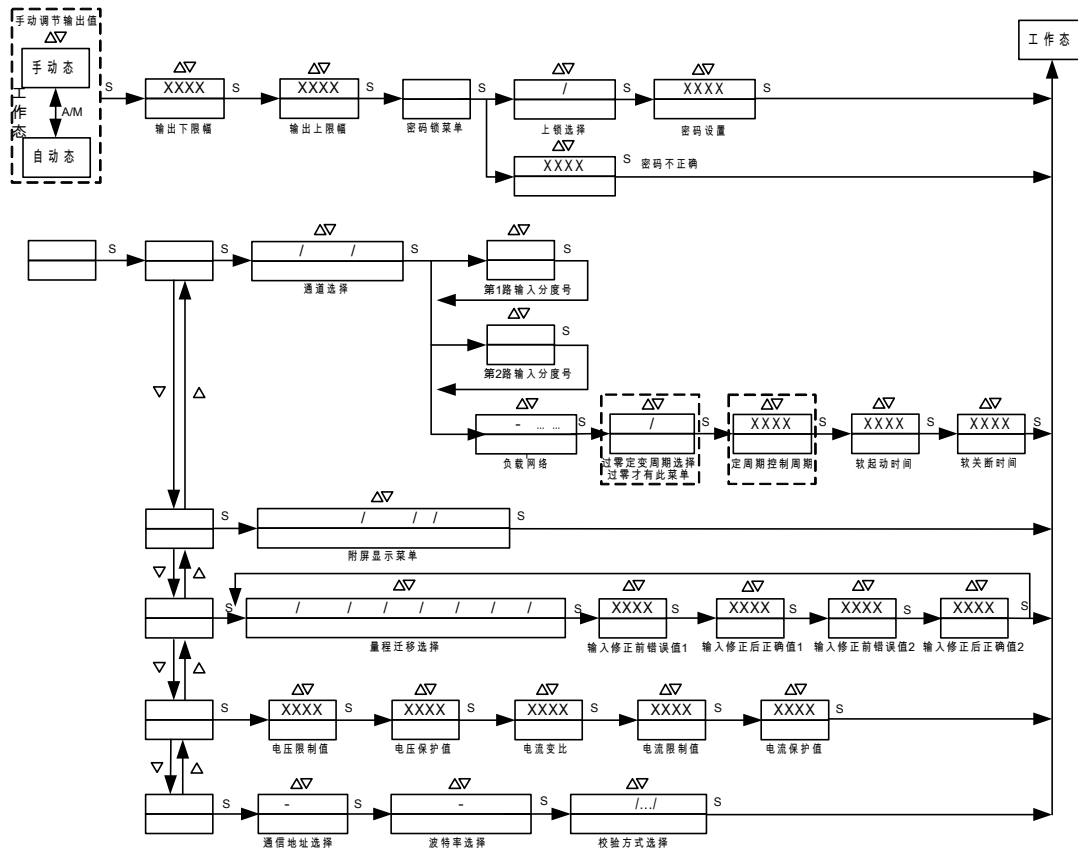 手动调节输出值
△▽
手动态
A/M
自动态
工作态
S
△▽
XXXX
S
输出下限幅
△▽
XXXX
S
输出上限幅
S
密码锁菜单
△▽
/
S
上锁选择
△▽
XXXX
S
密码设置
△▽
XXXX
S
密码不正确
工作态
S
S
△▽
/ /
S
通道选择
△▽
S
第1路输入分度号
△▽
S
第2路输入分度号
▽
△
△▽
- ... ...
S
负载网络
△▽
/
S
过零定变周期选择
过零才有此菜单
△▽
XXXX
S
定周期控制周期
△▽
XXXX
S
软起动时间
△▽
XXXX
S
软关断时间
S
△▽
/ / /
S
附屏显示菜单
▽
△
S
△▽
/ / / / / / /
S
量程迁移选择
△▽
XXXX
S
输入修正前错误值1
△▽
XXXX
S
输入修正后正确值1
△▽
XXXX
S
输入修正前错误值2
△▽
XXXX
S
输入修正后正确值2
▽
△
S
△▽
XXXX
S
电压限制值
△▽
XXXX
S
电压保护值
△▽
XXXX
S
电流变比
△▽
XXXX
S
电流限制值
△▽
XXXX
S
电流保护值
▽
△
S
△▽
-
S
通信地址选择
△▽
-
S
波特率选择
△▽
/.../
S
校验方式选择